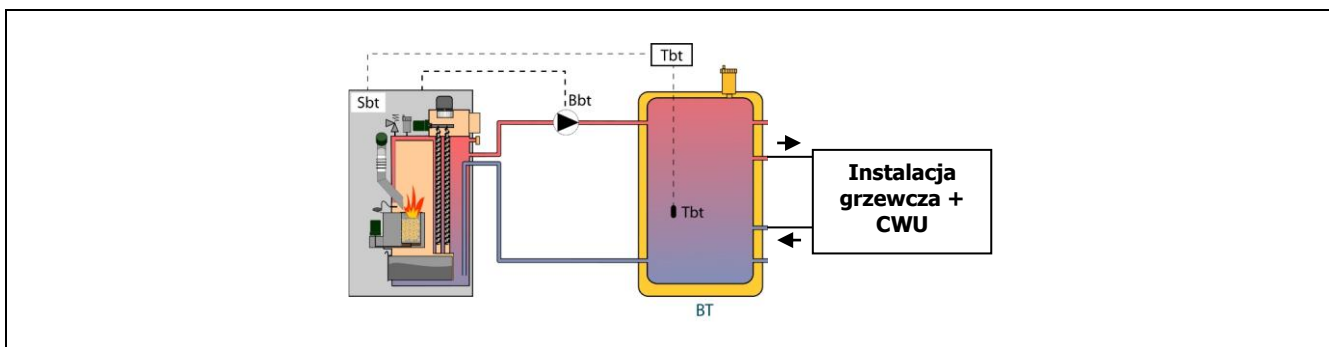 Tbt
Sbt
Bbt
Tbt
Instalacja
grzewcza +
CWU
BT